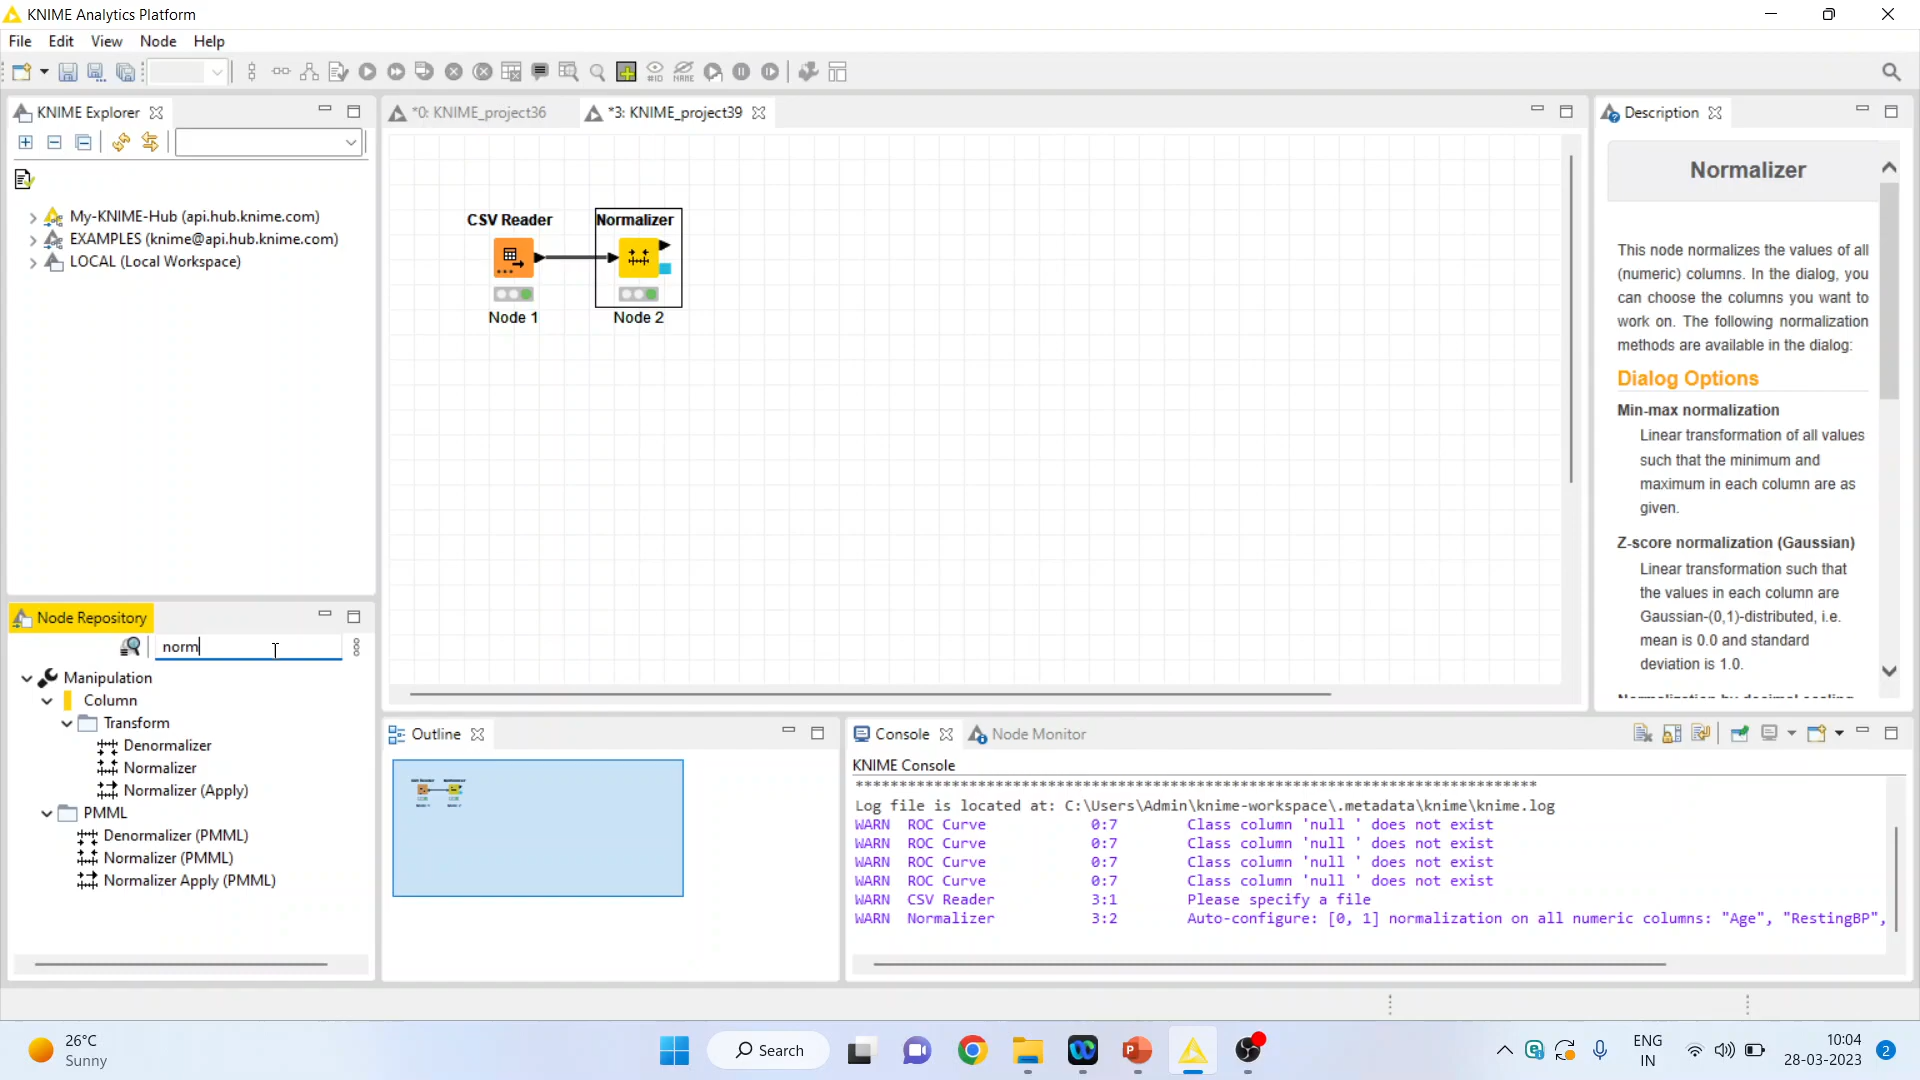 KNIME Analytics Platform
File Edit View Node Help
KNIME Explorer
My-KNIME-Hub (api.hub.knime.com)
EXAMPLES (knime@api.hub.knime.com)
LOCAL (Local Workspace)
*0: KNIME_project36
*3: KNIME_project39
CSV Reader
Normalizer
Node 1
Node 2
Description
Normalizer
This node normalizes the values of all
(numeric) columns. In the dialog, you
can choose the columns you want to
work on. The following normalization
methods are available in the dialog:
Dialog Options
Min-max normalization
Linear transformation of all values
such that the minimum and
maximum in each column are as
given.
Z-score normalization (Gaussian)
Linear transformation such that
the values in each column are
Gaussian-(0,1)-distributed, i.e.
mean is 0.0 and standard
deviation is 1.0.
Node Repository
norm
Manipulation
Column
Transform
Denormalizer
Normalizer
Normalizer (Apply)
PMML
Denormalizer (PMML)
Normalizer (PMML)
Normalizer Apply (PMML)
Outline
Console
Node Monitor
KNIME Console
Log file is located at: C:\Users\Admin\knime-workspace\.metadata\knime\knime.log
WARN ROC Curve 0:7 Class column 'null ' does not exist
WARN ROC Curve 0:7 Class column 'null ' does not exist
WARN ROC Curve 0:7 Class column 'null ' does not exist
WARN ROC Curve 0:7 Class column 'null ' does not exist
WARN CSV Reader 3:1 Please specify a file
WARN Normalizer 3:2 Auto-configure: [0, 1] normalization on all numeric columns: "Age", "RestingBP",
26°C
Sunny
Search
ENG
IN
10:04
28-03-2023
2